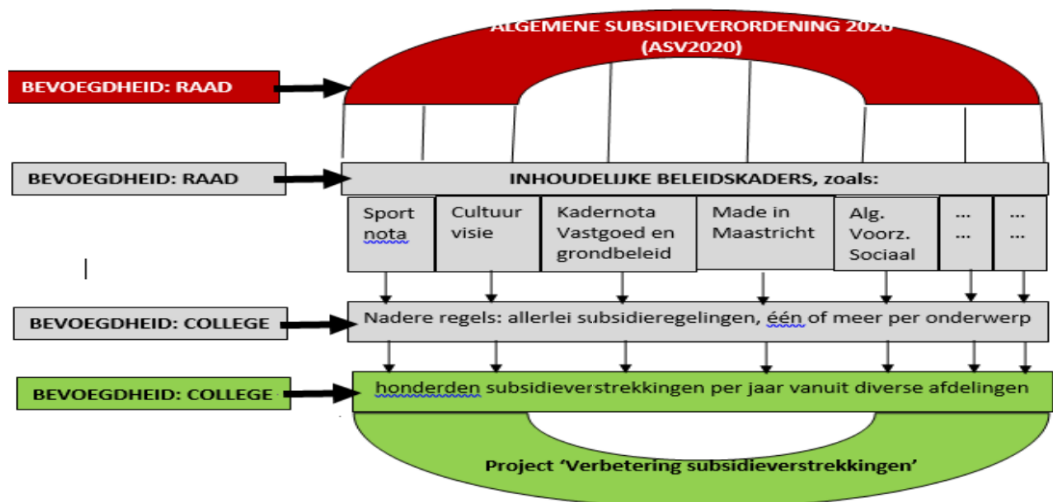 ALGEMENE SUBSIDIEVERORDENING 2020
(ASV2020)
BEVOEGDHEID: RAAD
BEVOEGDHEID: RAAD
INHOUDELIJKE BELEIDSKADERS, zoals:
Sport
nota
Cultuur
visie
Kadernota
Vastgoed en
grondbeleid
Made in
Maastricht
Alg.
Voorz.
Sociaal
...
...
...
...
BEVOEGDHEID: COLLEGE
Nadere regels: allerlei subsidieregelingen, één of meer per onderwerp
BEVOEGDHEID: COLLEGE
honderden subsidieverstrekkingen per jaar vanuit diverse afdelingen
Project ‘Verbetering subsidieverstrekkingen’